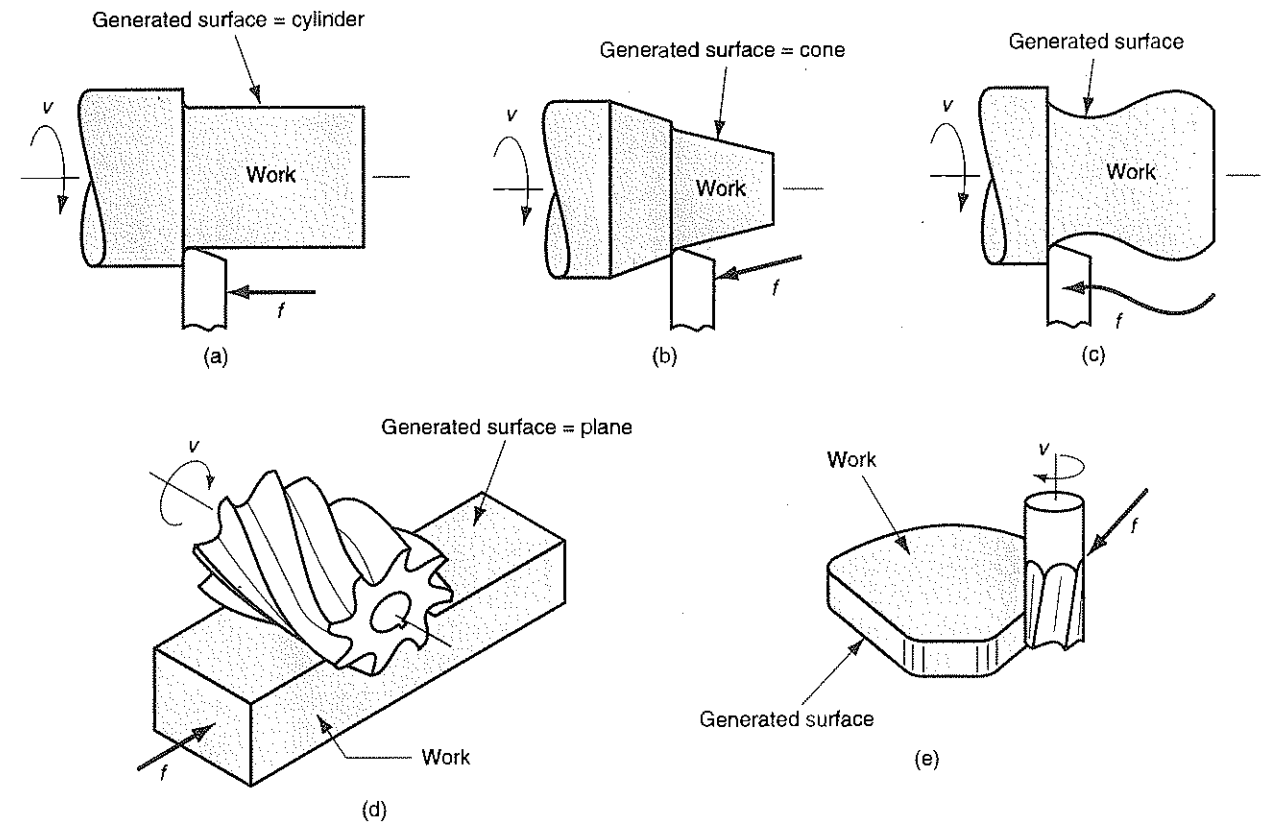 Generated surface = cylinder
v
Work
f
(a)
Generated surface = cone
v
Work
f
(b)
Generated surface
v
Work
f
(c)
Generated surface = plane
v
f
Work
(d)
Work
v
f
Generated surface
(e)